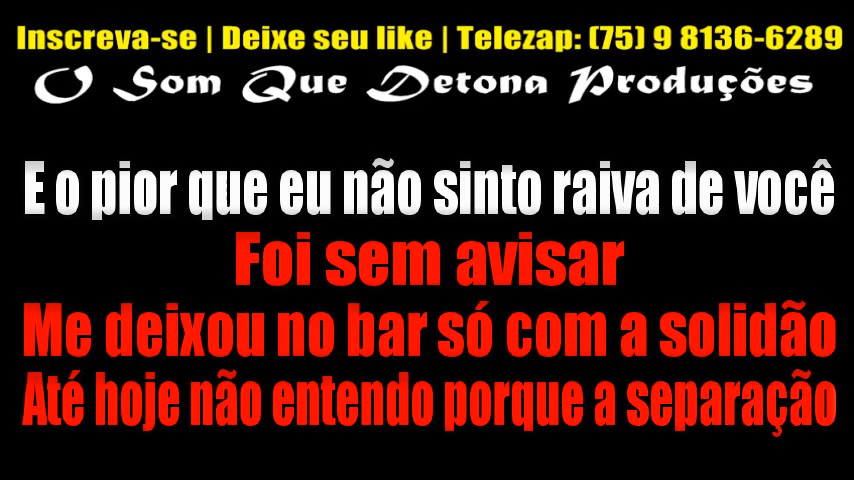 Inscreva-se | Deixe seu like | Telezap: (75) 9 8136-6289
O Som Que Detona Produções
E o pior que eu não sinto raiva de você
Foi sem avisar
Me deixou no bar só com a solidão
Até hoje não entendo porque a separação